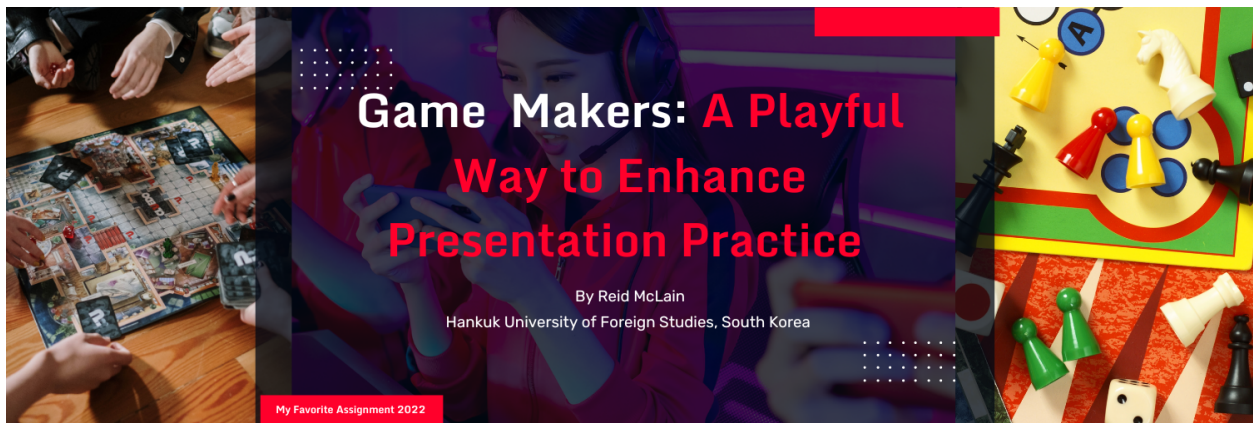 Game Makers: A Playful
Way to Enhance
Presentation Practice
By Reid McLain
Hankuk University of Foreign Studies, South Korea
My Favorite Assignment 2022
A